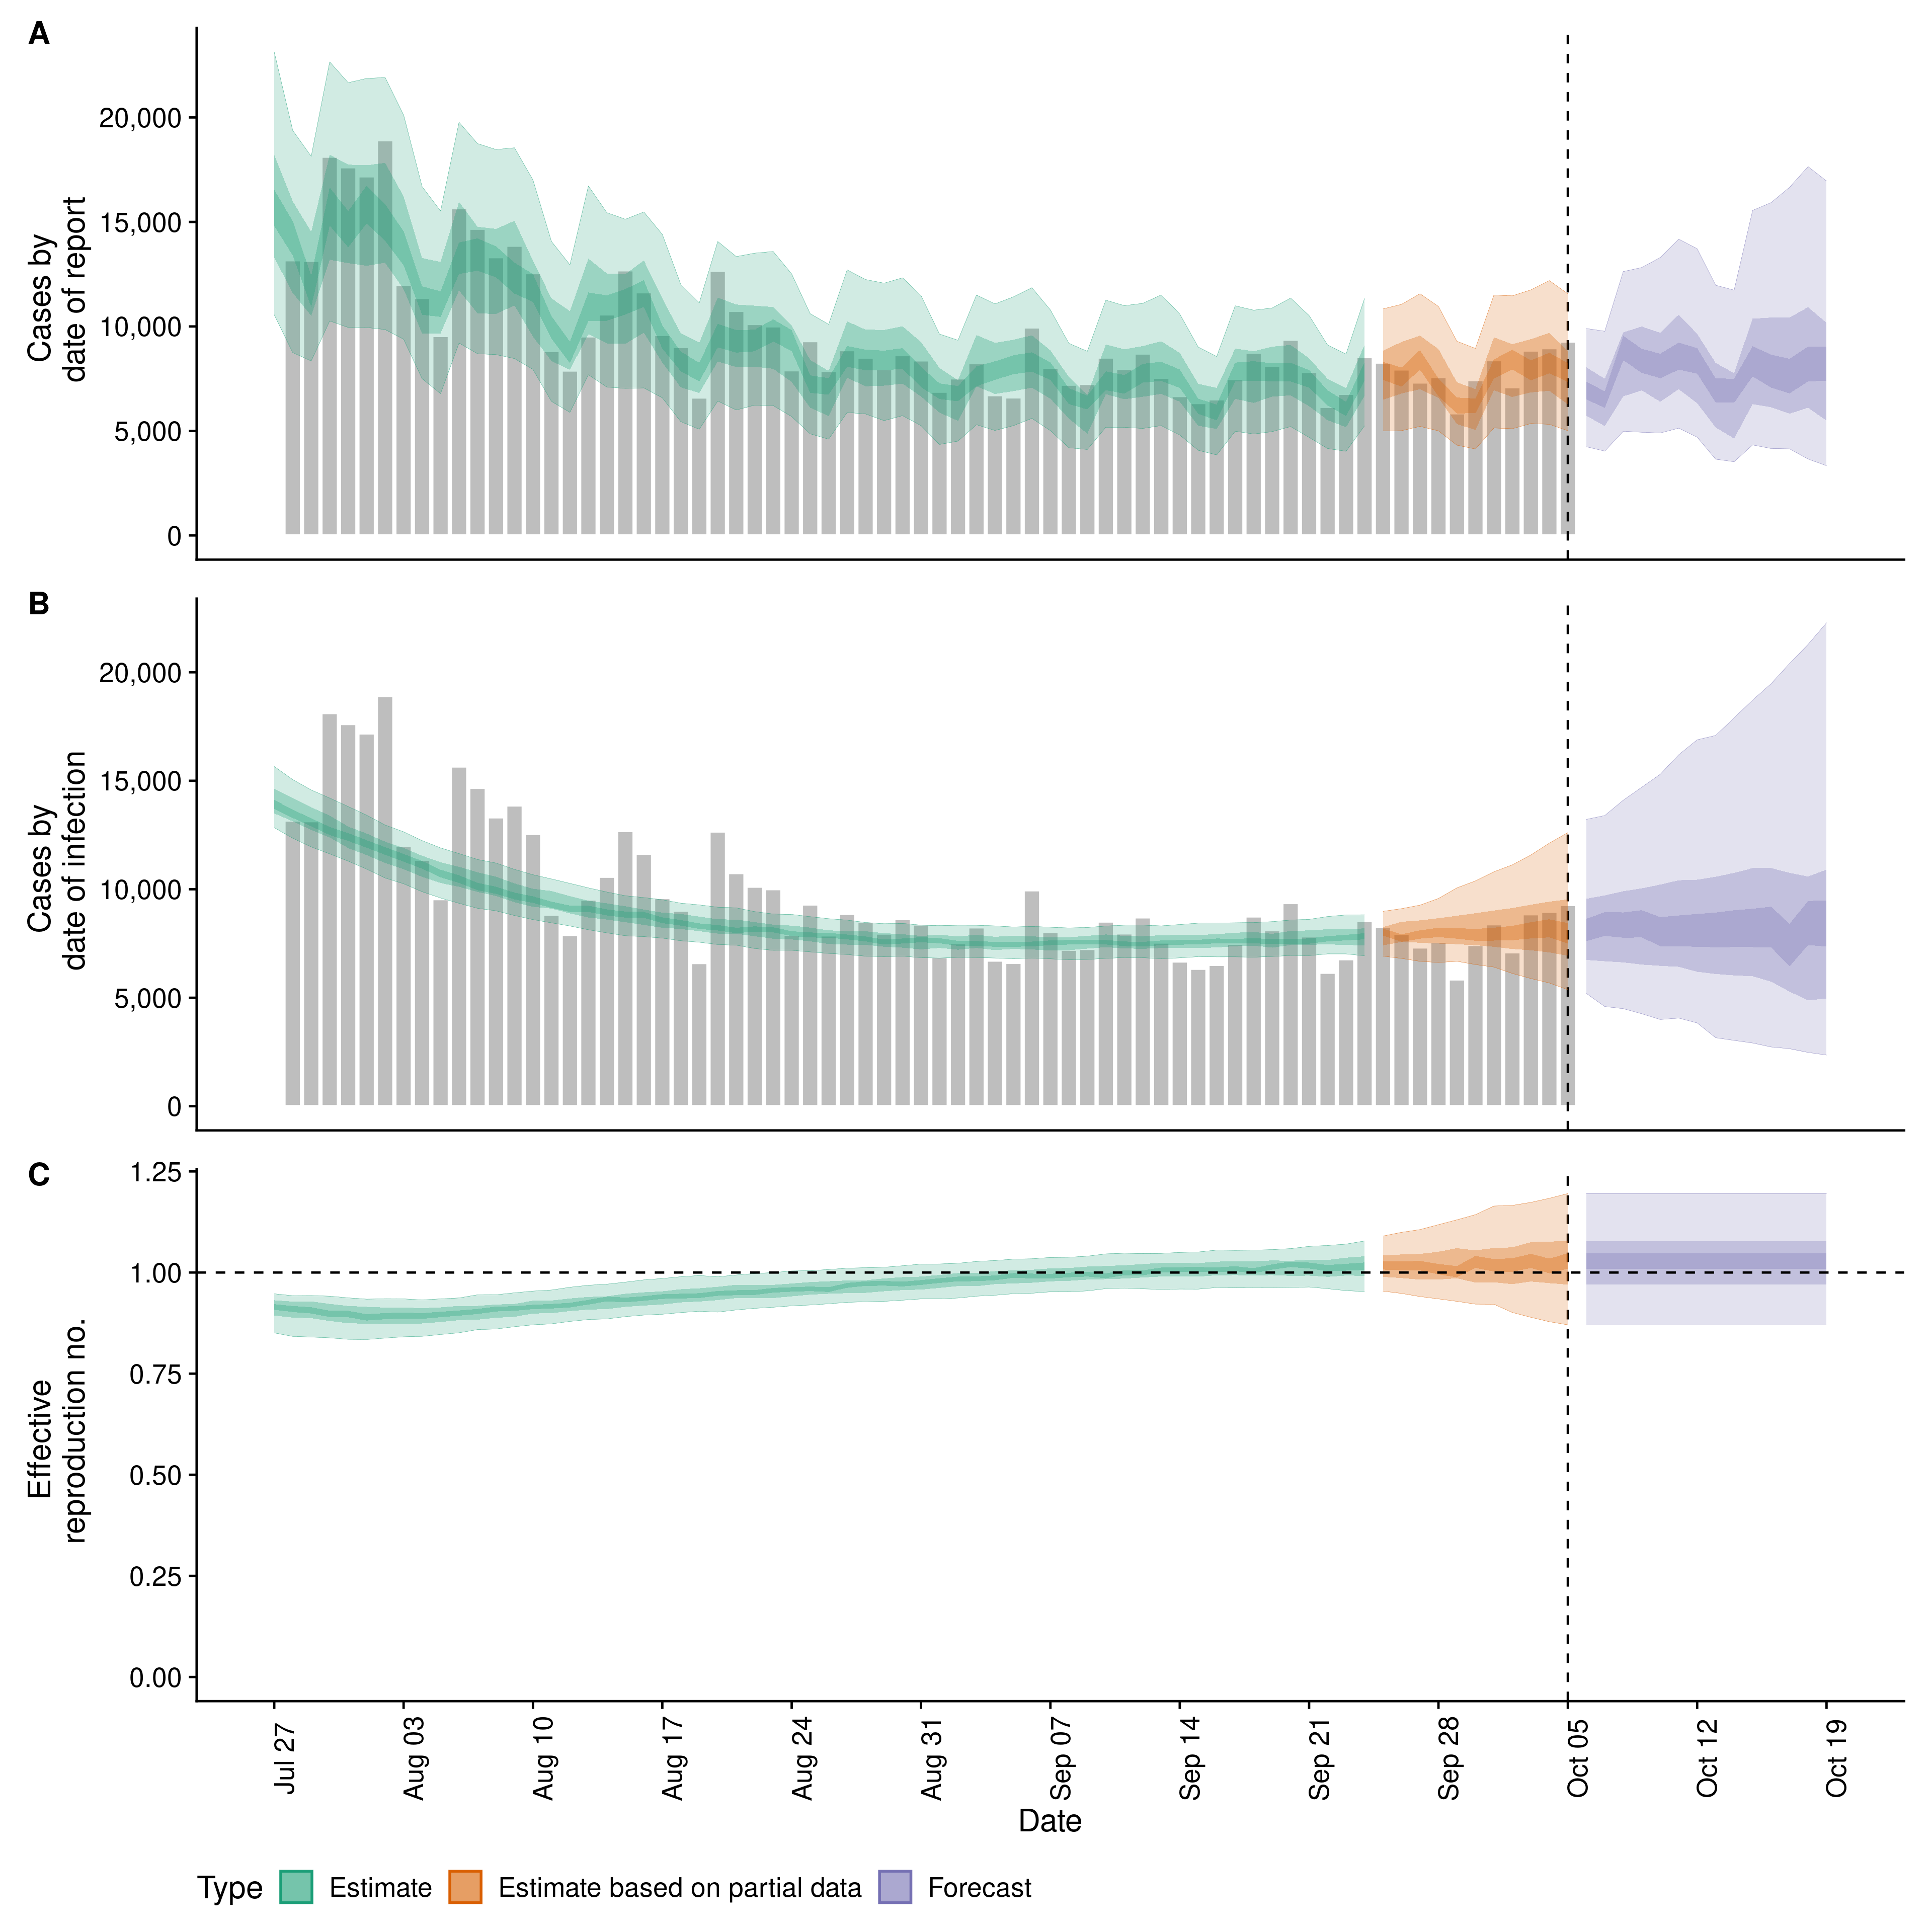 A
Cases by
date of report
20,000
15,000
10,000
5,000
0
B
Cases by
date of infection
20,000
15,000
10,000
5,000
0
C
Effective
reproduction no.
1.25
1.00
0.75
0.50
0.25
0.00
Jul 27
Aug 03
Aug 10
Aug 17
Aug 24
Aug 31
Sep 07
Sep 14
Sep 21
Sep 28
Oct 05
Oct 12
Oct 19
Date
Type Estimate Estimate based on partial data Forecast